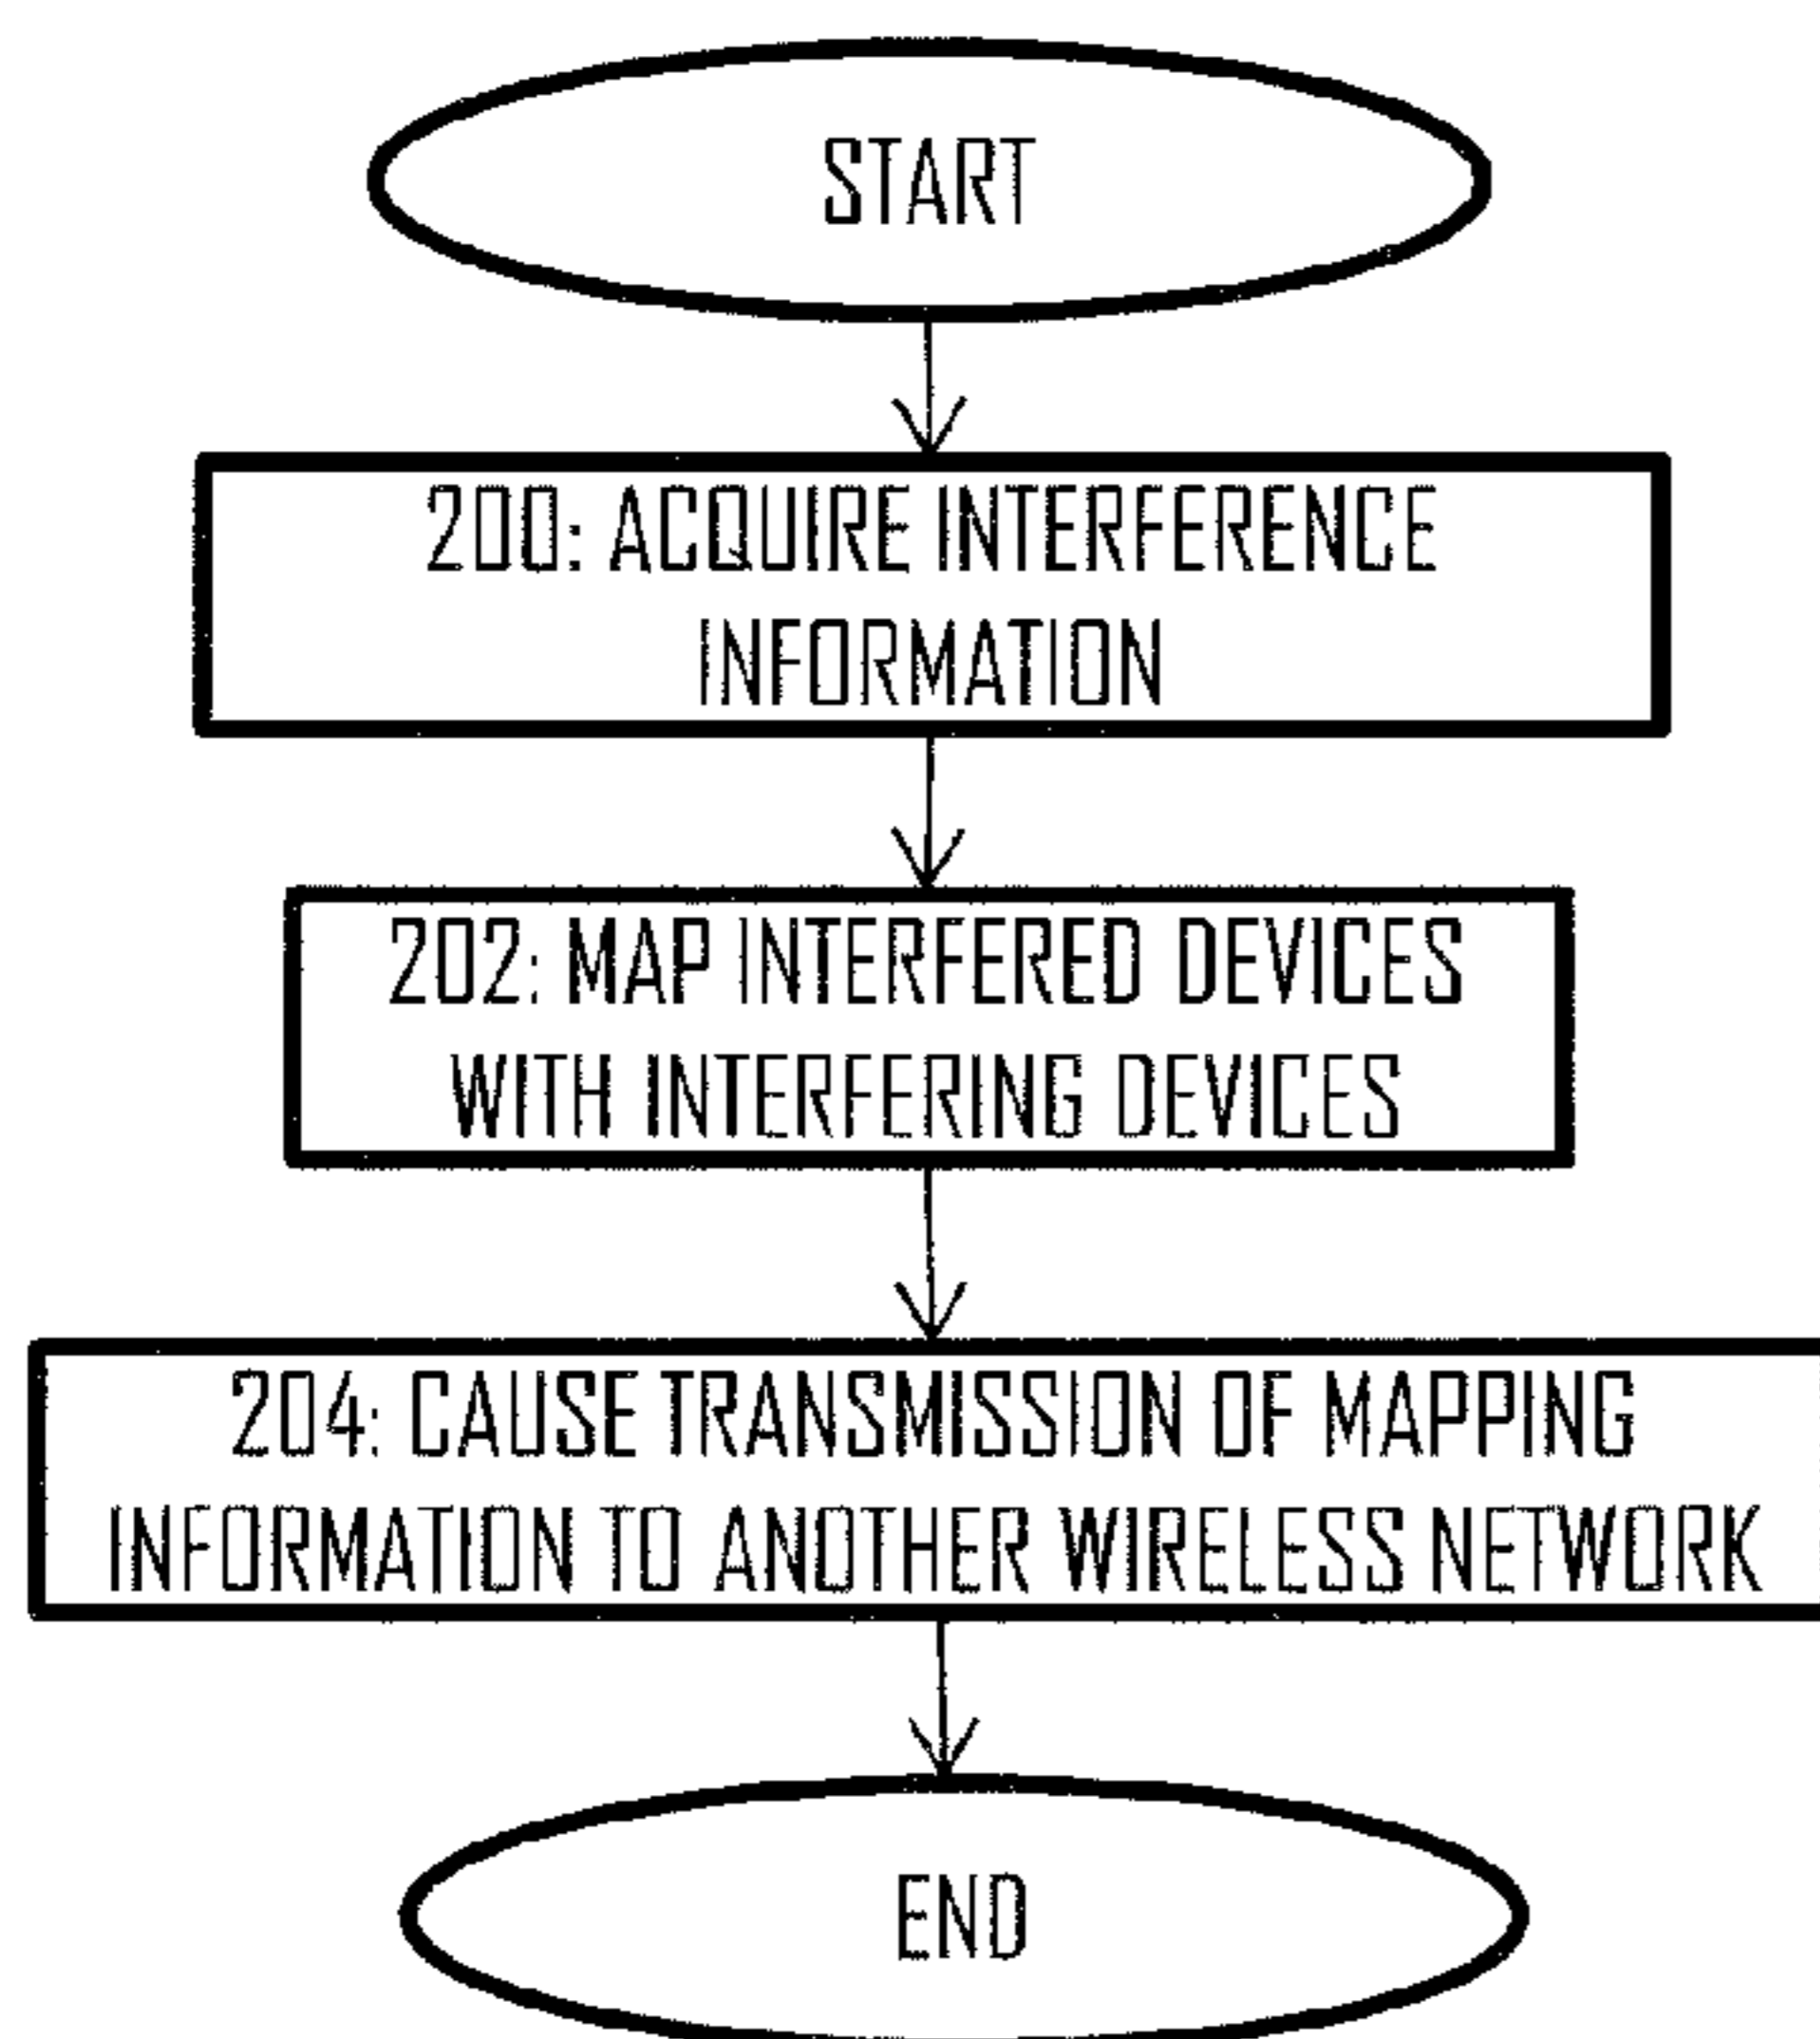 START
200: ACQUIRE INTERFERENCE
INFORMATION
202: MAP INTERFERED DEVICES
WITH INTERFERING DEVICES
204: CAUSE TRANSMISSION OF MAPPING
INFORMATION TO ANOTHER WIRELESS NETWORK
END